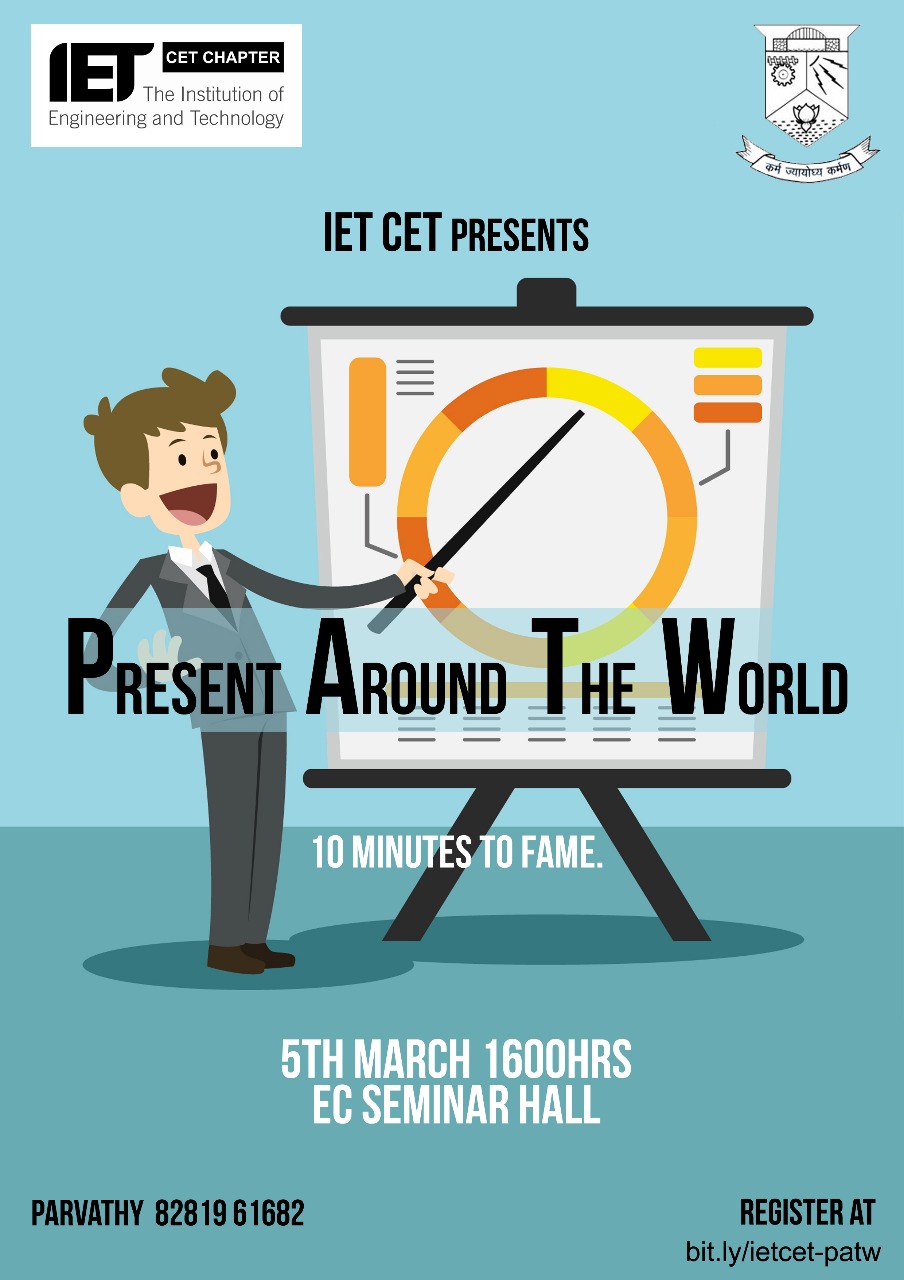 IET CET CHAPTER
The Institution of
Engineering and Technology
कर्म ज्यायोध्य कर्मण
IET CET PRESENTS
PRESENT AROUND THE WORLD
10 MINUTES TO FAME.
5TH MARCH 1600HRS
EC SEMINAR HALL
PARVATHY 82819 61682
REGISTER AT
bit.ly/ietcet-patw